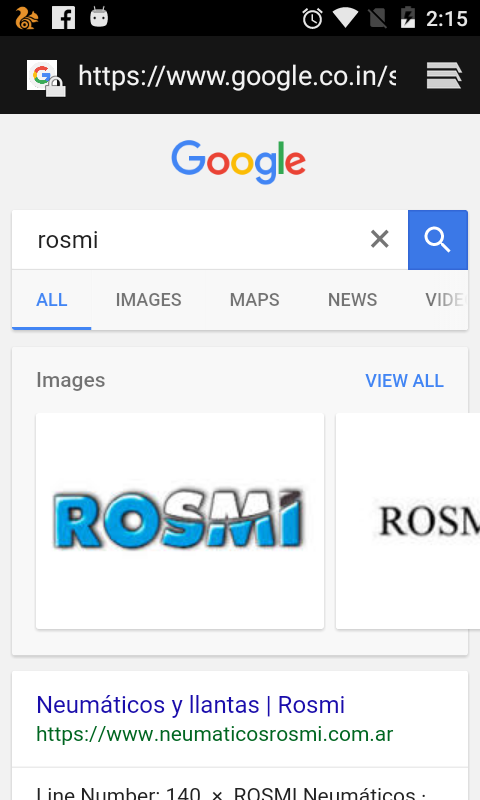 2:15
https://www.google.co.in/s
Google
rosmi
ALL IMAGES MAPS NEWS VIDE
Images VIEW ALL
ROSMi
ROSM
Neumáticos y llantas | Rosmi
https://www.neumaticosrosmi.com.ar
Line Number: 140. × ROSMI Neumáticos ·